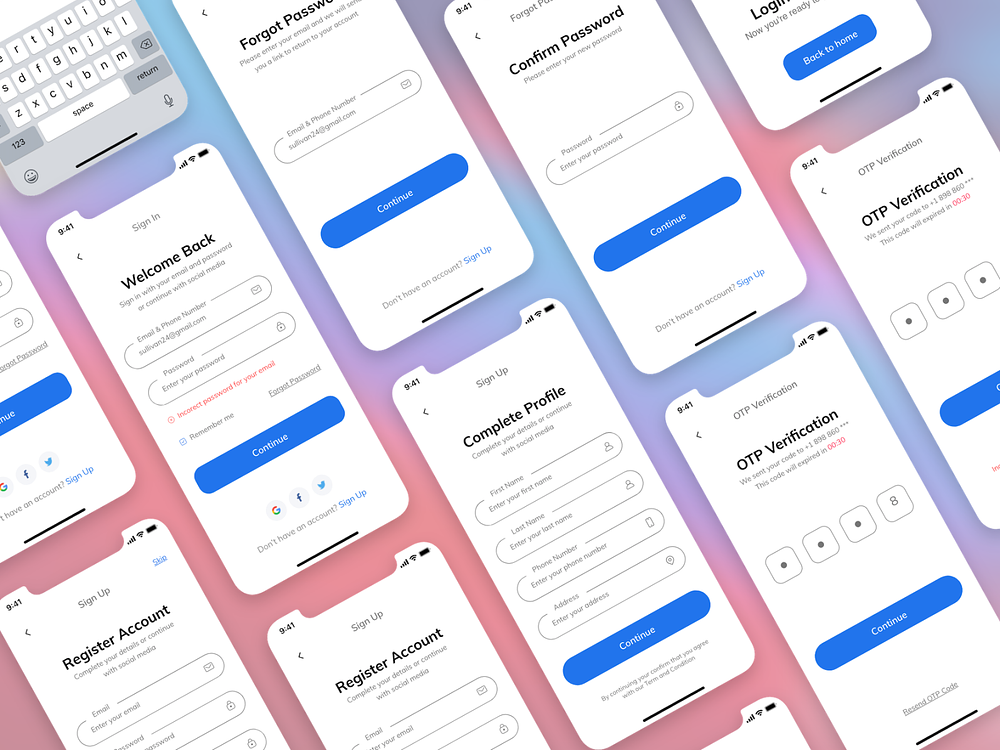 e r t y u i o
s d f g h j k l
z x c v b n m
123 space return
Forgot Password
Please enter your email and we will send
you a link to return to your account
Email & Phone Number
sullivan24@gmail.com
Continue
Don't have an account? Sign Up
9:41
Forgot Pas
Confirm Password
Please enter your new password
Password
Enter your password
Continue
Don't have an account? Sign Up
Login
Now you're ready to
Back to home
9:41
OTP Verification
OTP Verification
We sent your code to +1 898 860 ***
This code will expired in 00:30
C
Inc
Forgot Password
nue
't have an account? Sign Up
9:41
Sign In
Welcome Back
Sign in with your email and password
or continue with social media
Email & Phone Number
sullivan24@gmail.com
Password
Enter your password
Incorect password for your email
Remember me
Forgot Password
Continue
Don't have an account? Sign Up
9:41
Sign Up
Complete Profile
Complete your details or continue
with social media
First Name
Enter your first name
Last Name
Enter your last name
Phone Number
Enter your phone number
Address
Enter your address
Continue
By continuing your confirm that you agree
with our Term and Condition
9:41
OTP Verification
OTP Verification
We sent your code to +1 898 860 ***
This code will expired in 00:30
8
Continue
Resend OTP Code
9:41
Skip
Sign Up
Register Account
Complete your details or continue
with social media
Email
Enter your email
Password
Enter your password
9:41
Sign Up
Register Account
Complete your details or continue
with social media
Email
Enter your email
Password